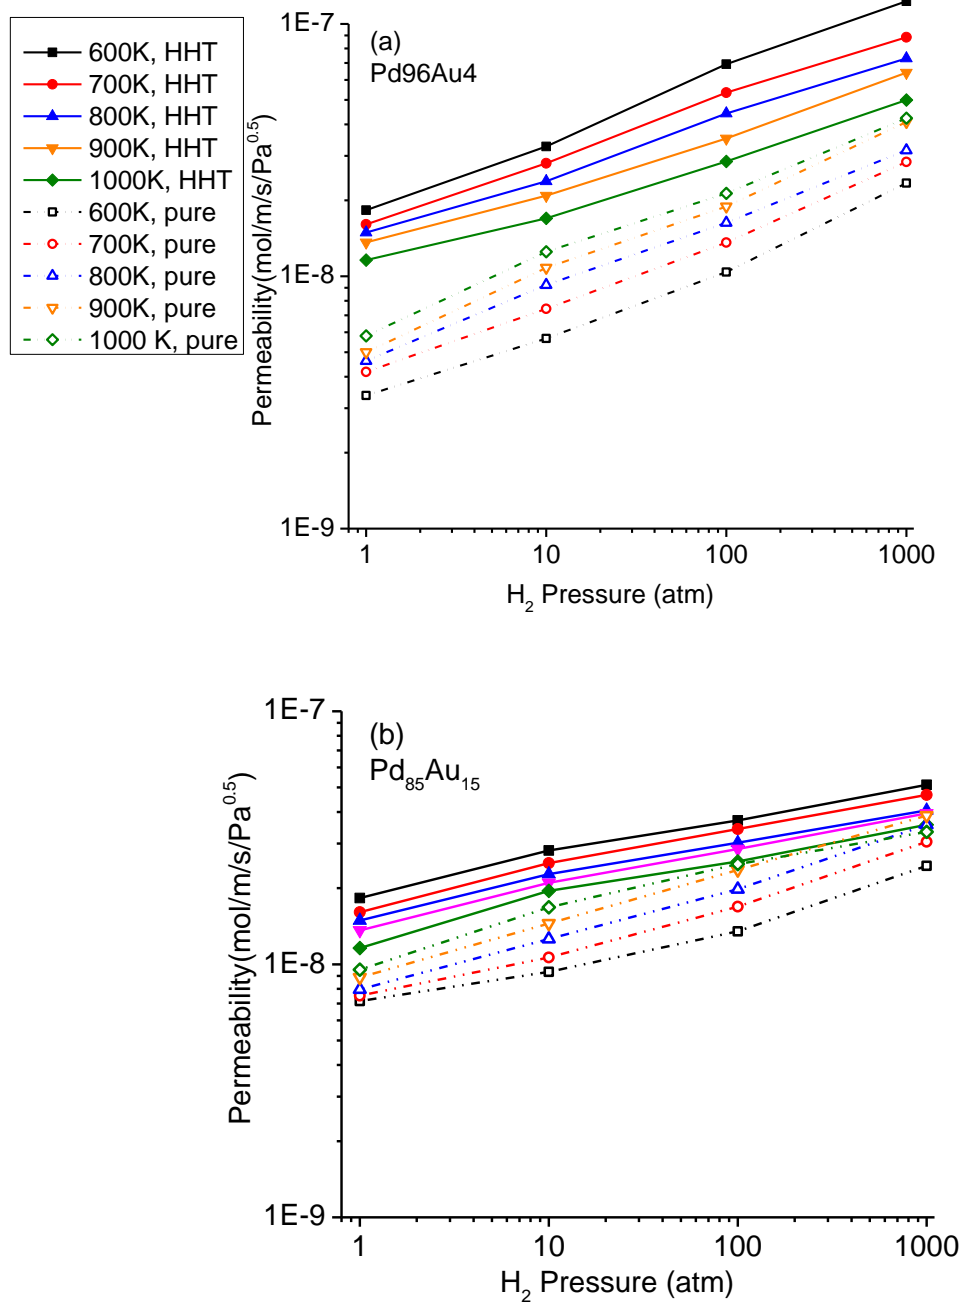 600K, HHT
700K, HHT
800K, HHT
900K, HHT
1000K, HHT
600K, pure
700K, pure
800K, pure
900K, pure
1000 K, pure
(a)
Pd96Au4
1E-7
1E-8
1E-9
Permeability(mol/m/s/Pa^0.5)
1 10 100 1000
H₂ Pressure (atm)
(b)
Pd₈₅Au₁₅
1E-7
1E-8
1E-9
Permeability(mol/m/s/Pa^0.5)
1 10 100 1000
H₂ Pressure (atm)